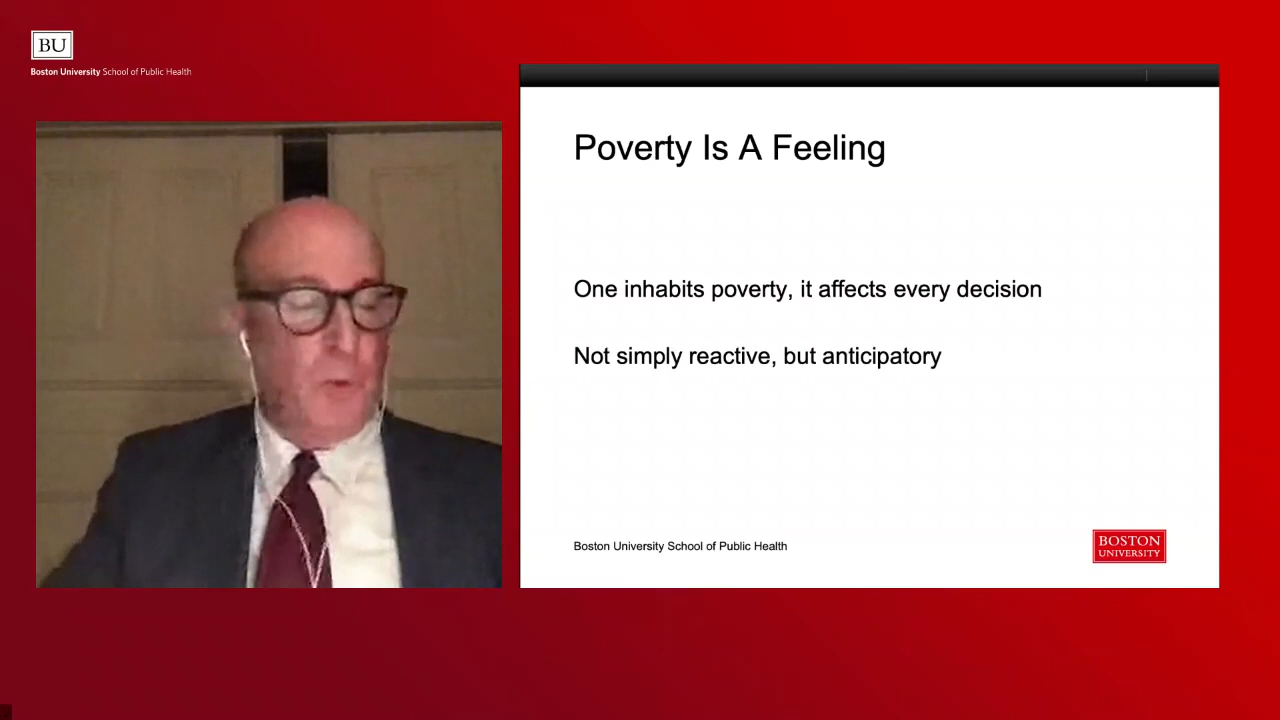 BU
Boston University School of Public Health
Poverty Is A Feeling
One inhabits poverty, it affects every decision
Not simply reactive, but anticipatory
Boston University School of Public Health
BOSTON
UNIVERSITY